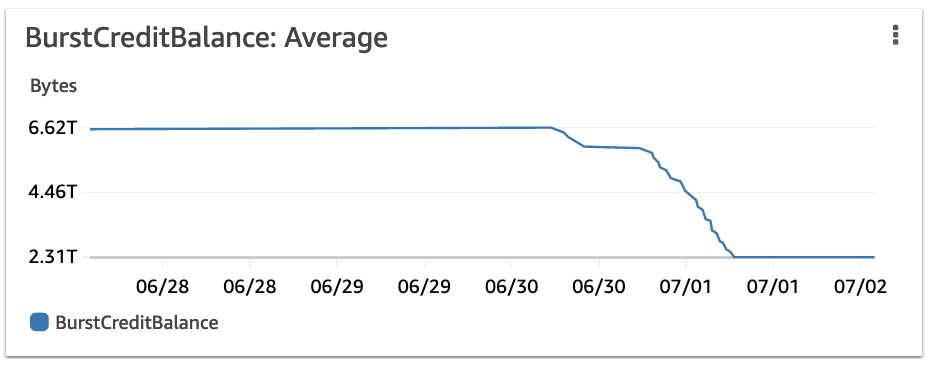 BurstCreditBalance: Average
Bytes
6.62T
4.46T
2.31T
06/28 06/28 06/29 06/29 06/30 06/30 07/01 07/01 07/02
BurstCreditBalance